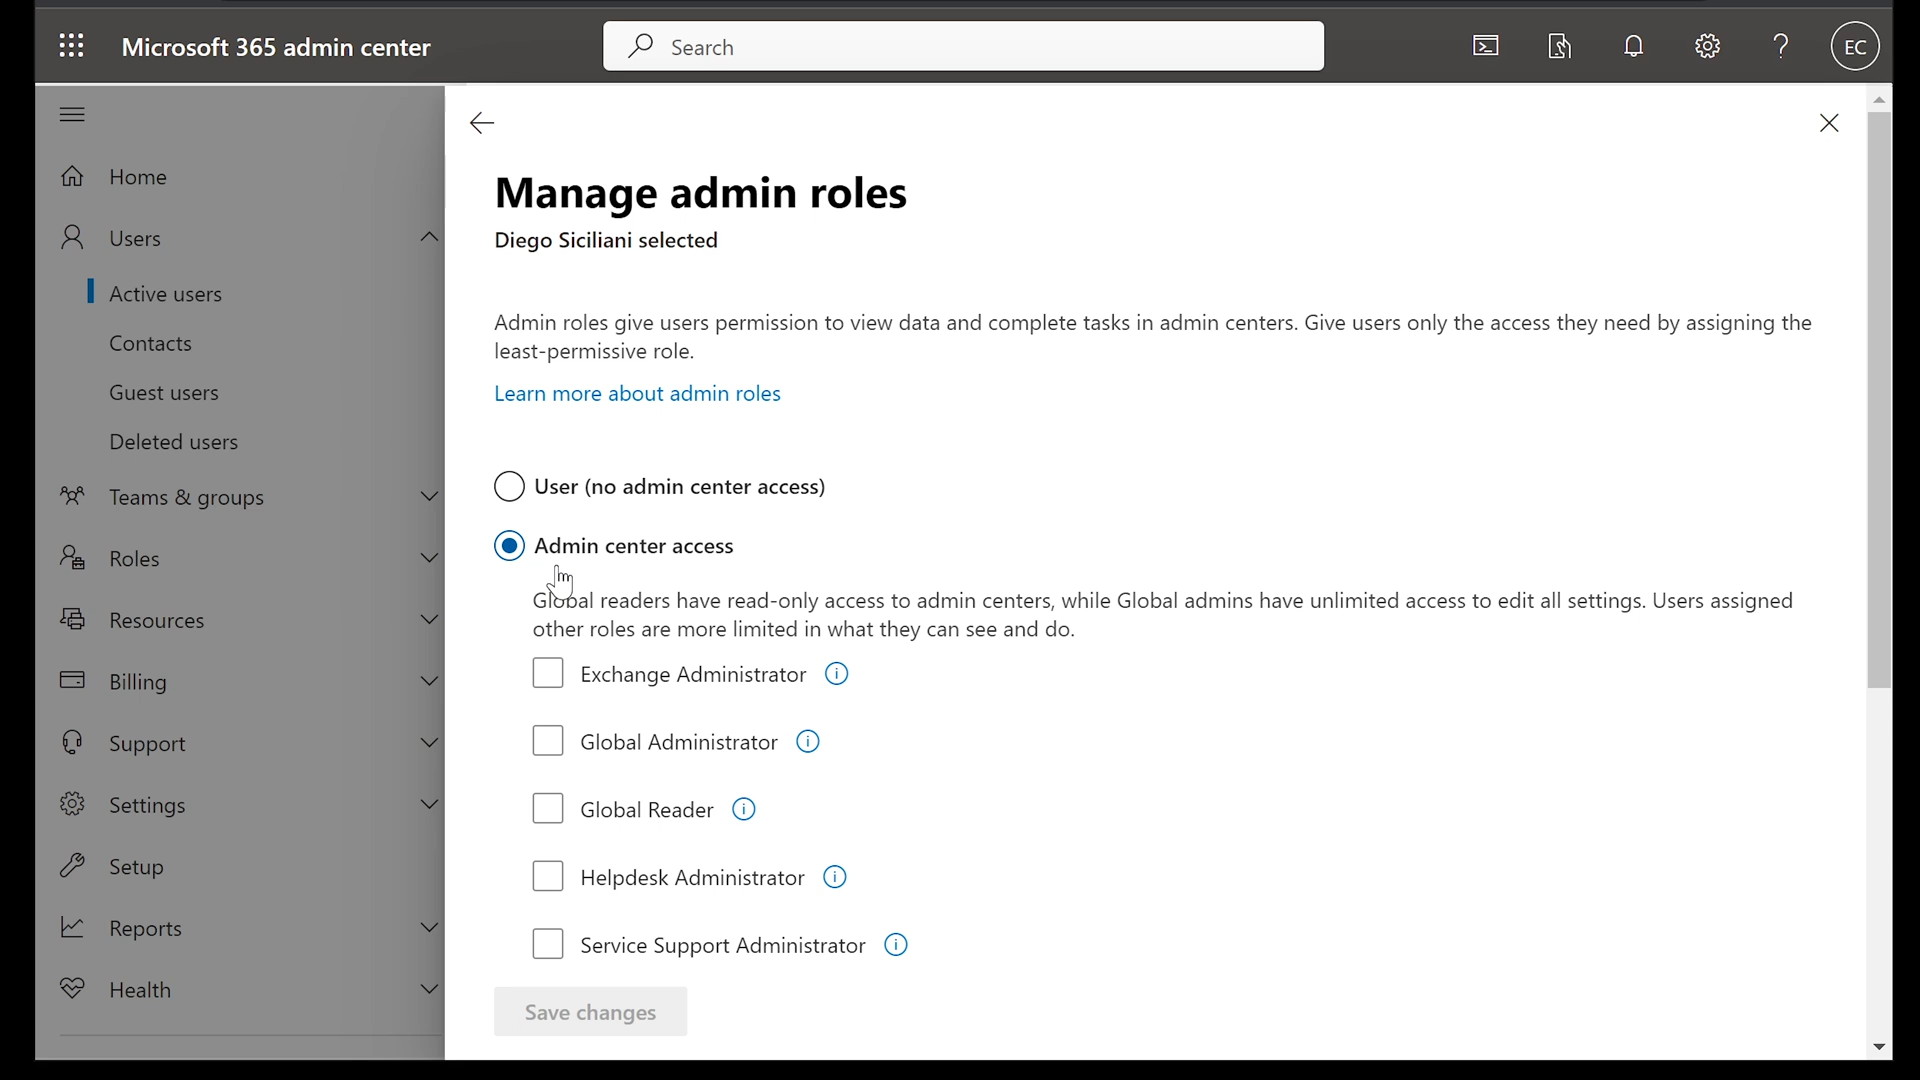 Microsoft 365 admin center
Search
EC
Home
Users
Active users
Contacts
Guest users
Deleted users
Teams & groups
Roles
Resources
Billing
Support
Settings
Setup
Reports
Health
Manage admin roles
Diego Siciliani selected
Admin roles give users permission to view data and complete tasks in admin centers. Give users only the access they need by assigning the
least-permissive role.
Learn more about admin roles
User (no admin center access)
Admin center access
Global readers have read-only access to admin centers, while Global admins have unlimited access to edit all settings. Users assigned
other roles are more limited in what they can see and do.
Exchange Administrator
Global Administrator
Global Reader
Helpdesk Administrator
Service Support Administrator
Save changes